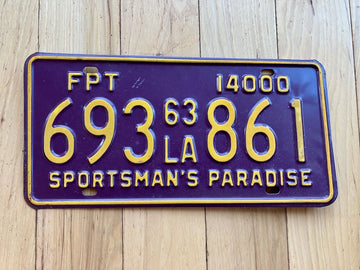 FPT 14000
693 63 LA 861
SPORTSMAN'S PARADISE